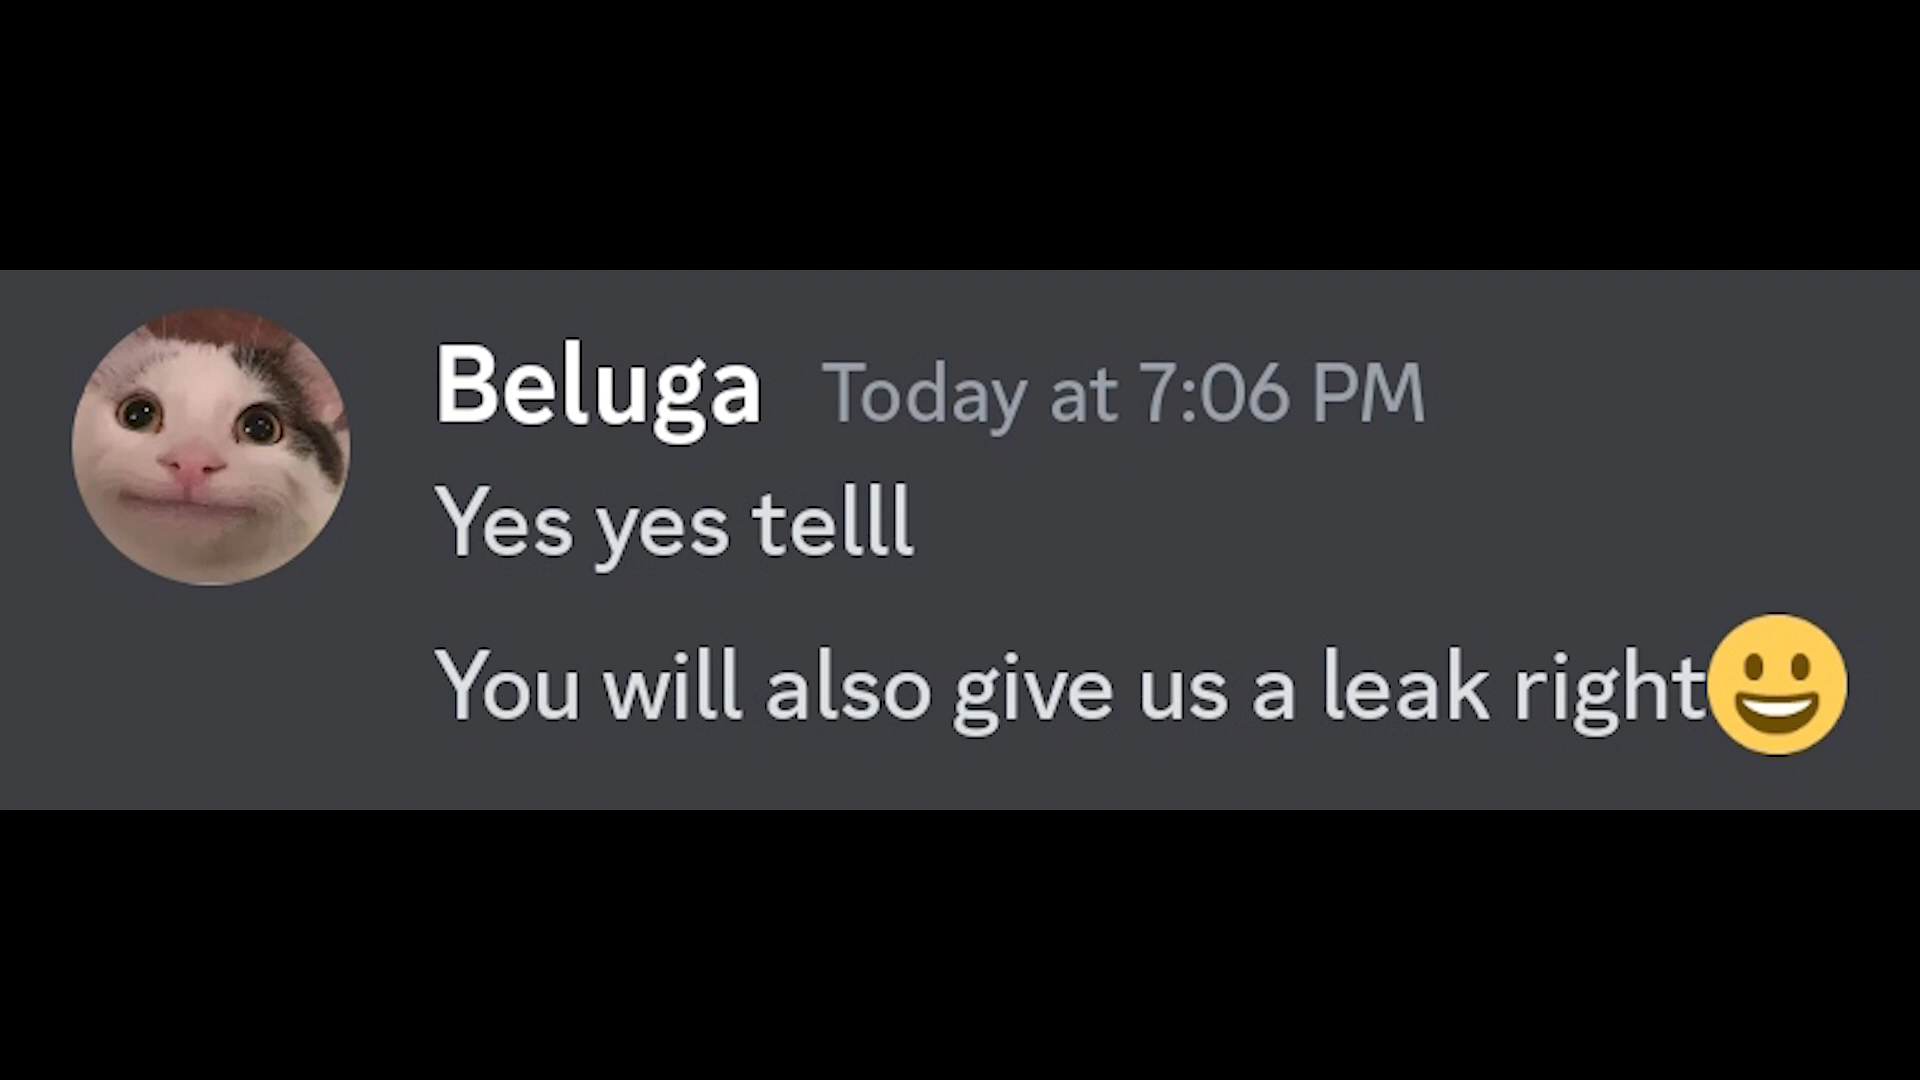 Beluga Today at 7:06 PM
Yes yes telll
You will also give us a leak right😃